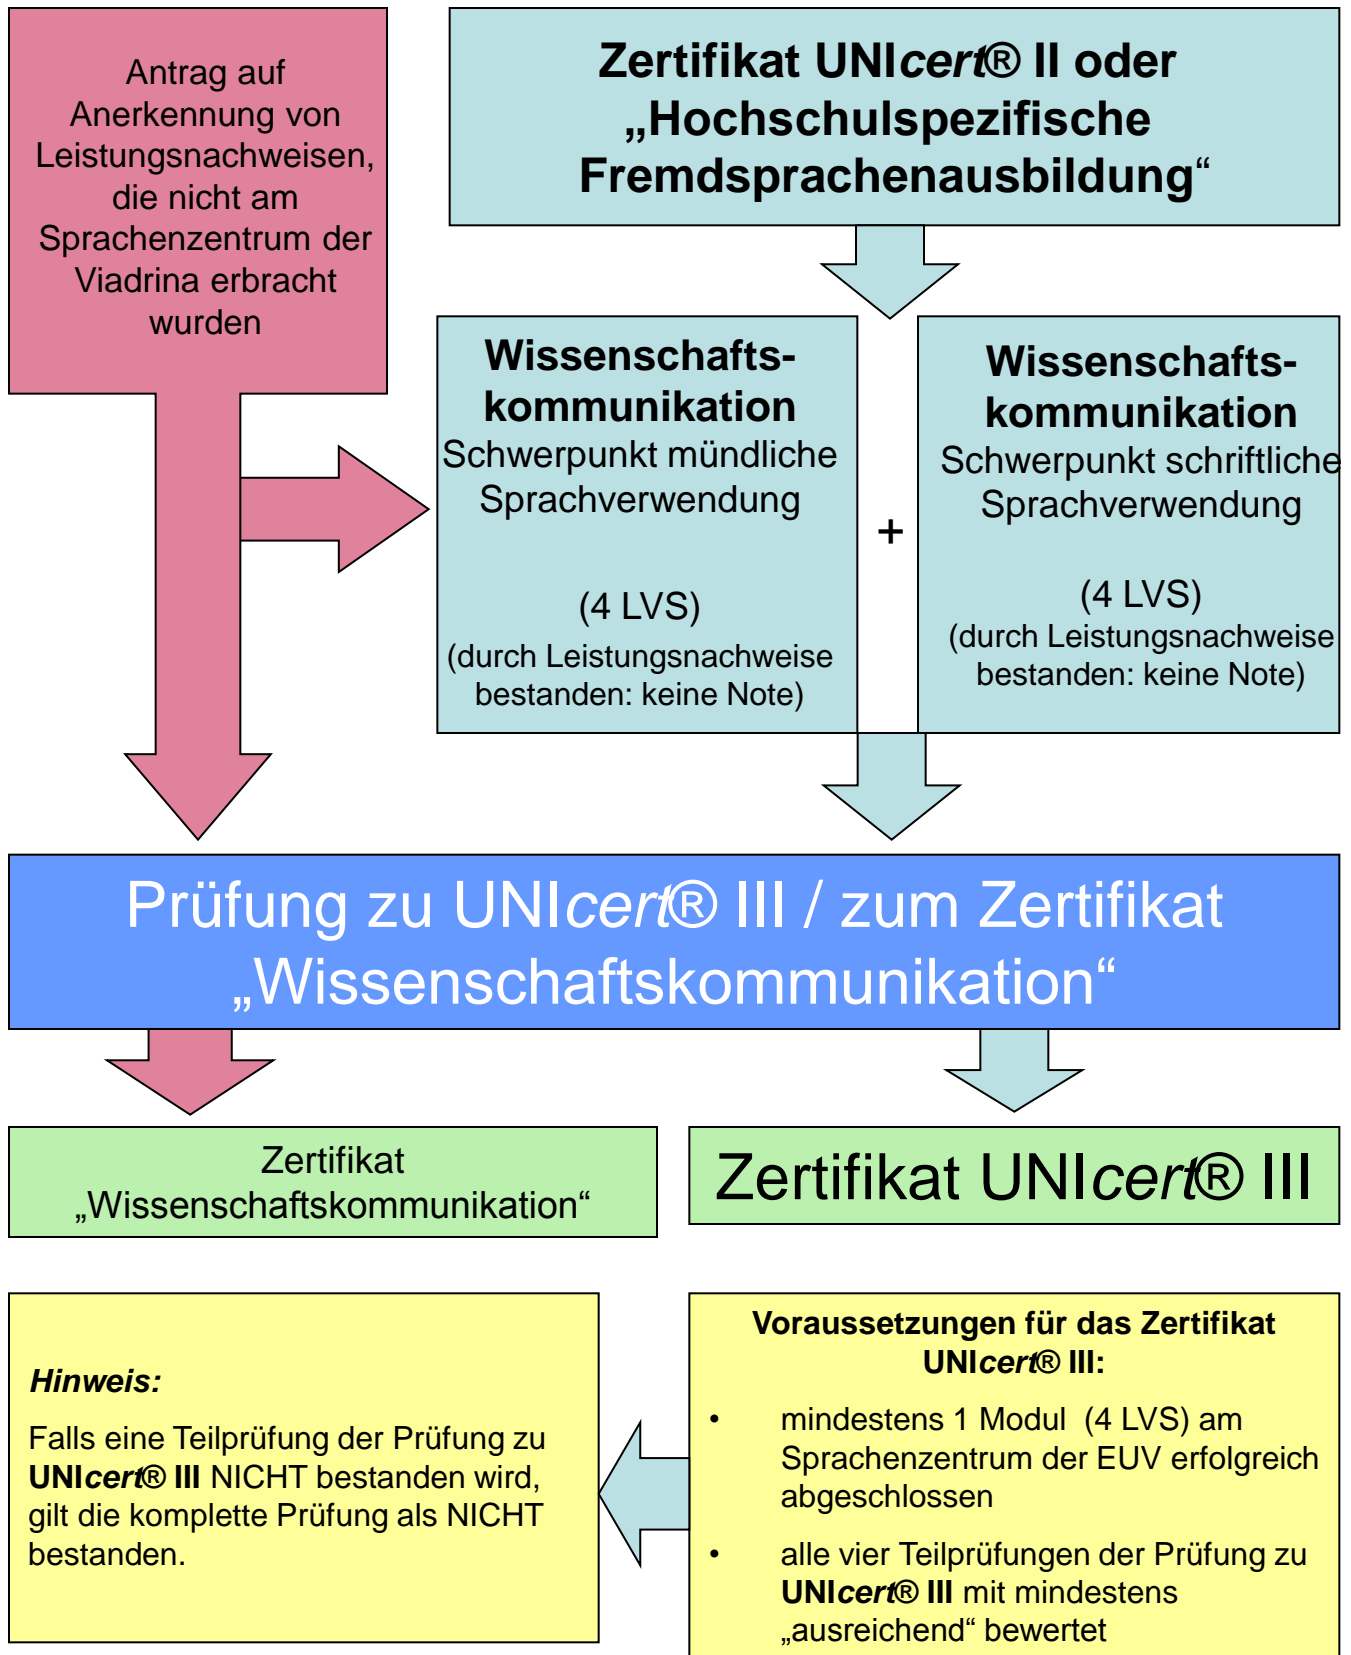 Antrag auf
Anerkennung von
Leistungsnachweisen,
die nicht am
Sprachenzentrum der
Viadrina erbracht
wurden
Zertifikat UNIcert® II oder
„Hochschulspezifische
Fremdsprachenausbildung“
Wissenschafts-
kommunikation
Schwerpunkt mündliche
Sprachverwendung
(4 LVS)
(durch Leistungsnachweise
bestanden: keine Note)
+
Wissenschafts-
kommunikation
Schwerpunkt schriftliche
Sprachverwendung
(4 LVS)
(durch Leistungsnachweise
bestanden: keine Note)
Prüfung zu UNIcert® III / zum Zertifikat
„Wissenschaftskommunikation“
Zertifikat
„Wissenschaftskommunikation“
Zertifikat UNIcert® III
Hinweis:
Falls eine Teilprüfung der Prüfung zu
UNIcert® III NICHT bestanden wird,
gilt die komplette Prüfung als NICHT
bestanden.
Voraussetzungen für das Zertifikat
UNIcert® III:
• mindestens 1 Modul (4 LVS) am
Sprachenzentrum der EUV erfolgreich
abgeschlossen
• alle vier Teilprüfungen der Prüfung zu
UNIcert® III mit mindestens
„ausreichend“ bewertet